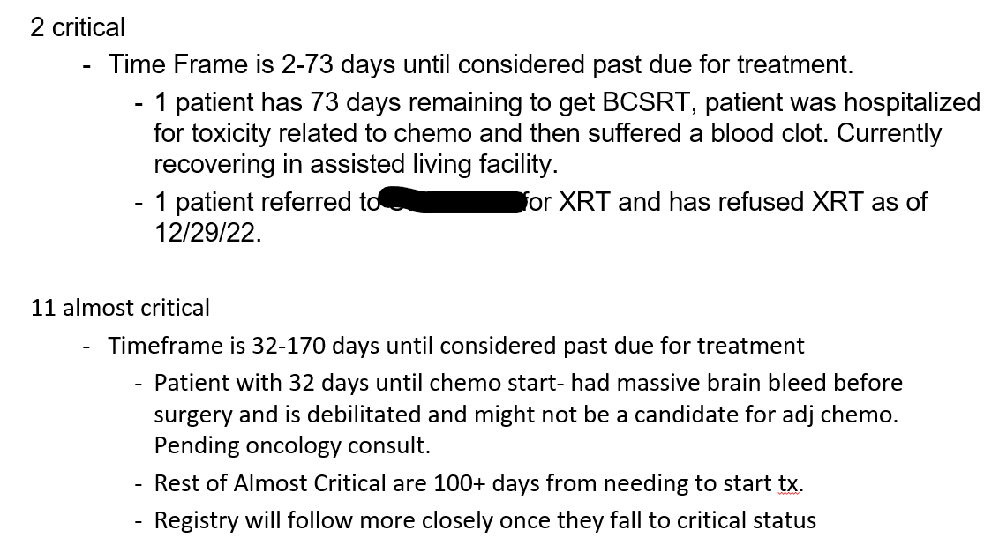 2 critical
- Time Frame is 2-73 days until considered past due for treatment.
- 1 patient has 73 days remaining to get BCSRT, patient was hospitalized
for toxicity related to chemo and then suffered a blood clot. Currently
recovering in assisted living facility.
- 1 patient referred to for XRT and has refused XRT as of
12/29/22.
11 almost critical
- Timeframe is 32-170 days until considered past due for treatment
- Patient with 32 days until chemo start- had massive brain bleed before
surgery and is debilitated and might not be a candidate for adj chemo.
Pending oncology consult.
- Rest of Almost Critical are 100+ days from needing to start tx.
- Registry will follow more closely once they fall to critical status